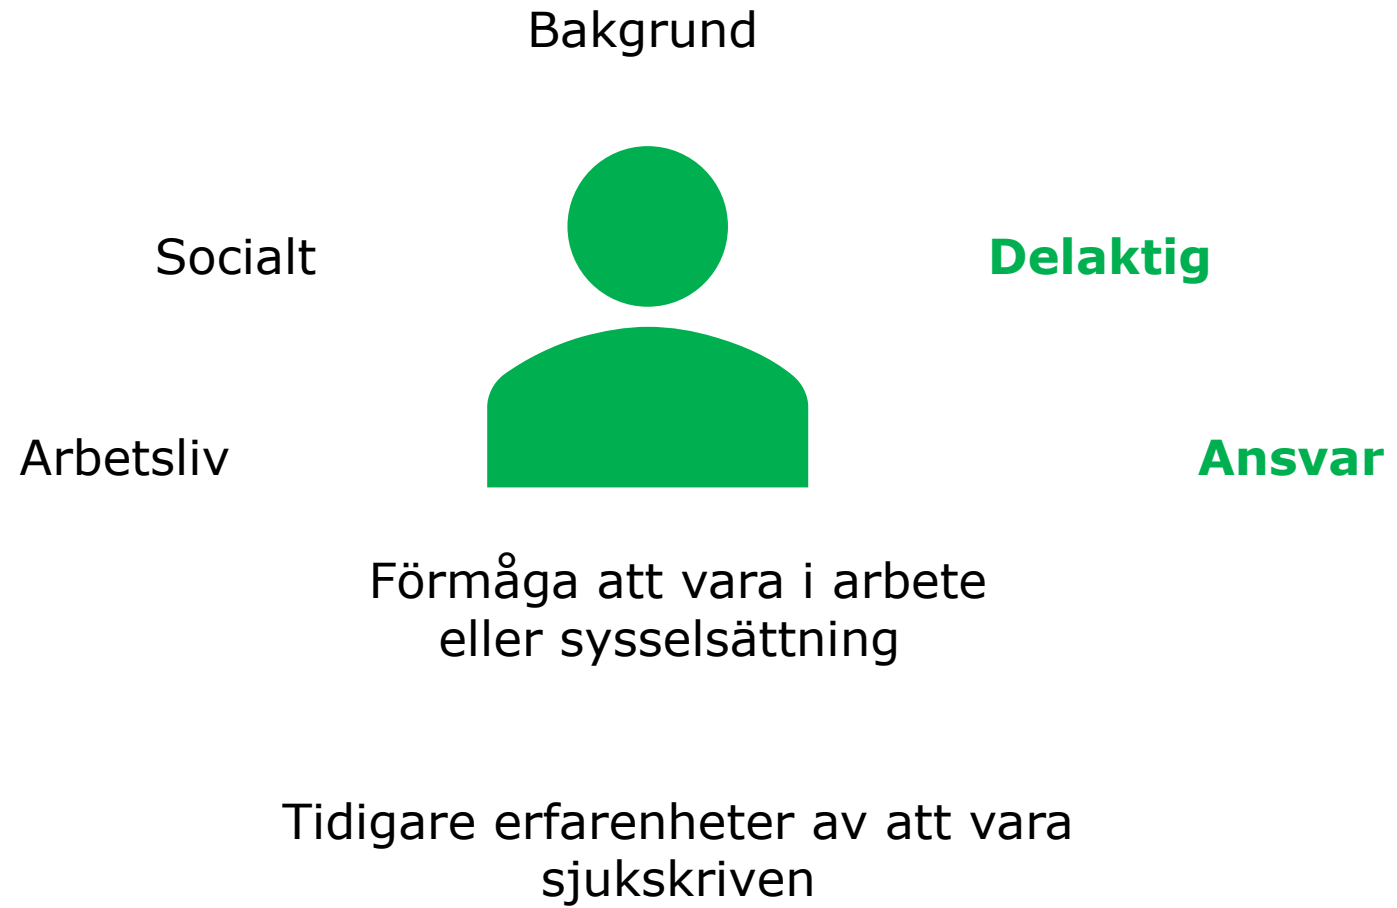 Bakgrund
Socialt
Delaktig
Arbetsliv
Ansvar
Förmåga att vara i arbete
eller sysselsättning
Tidigare erfarenheter av att vara
sjukskriven